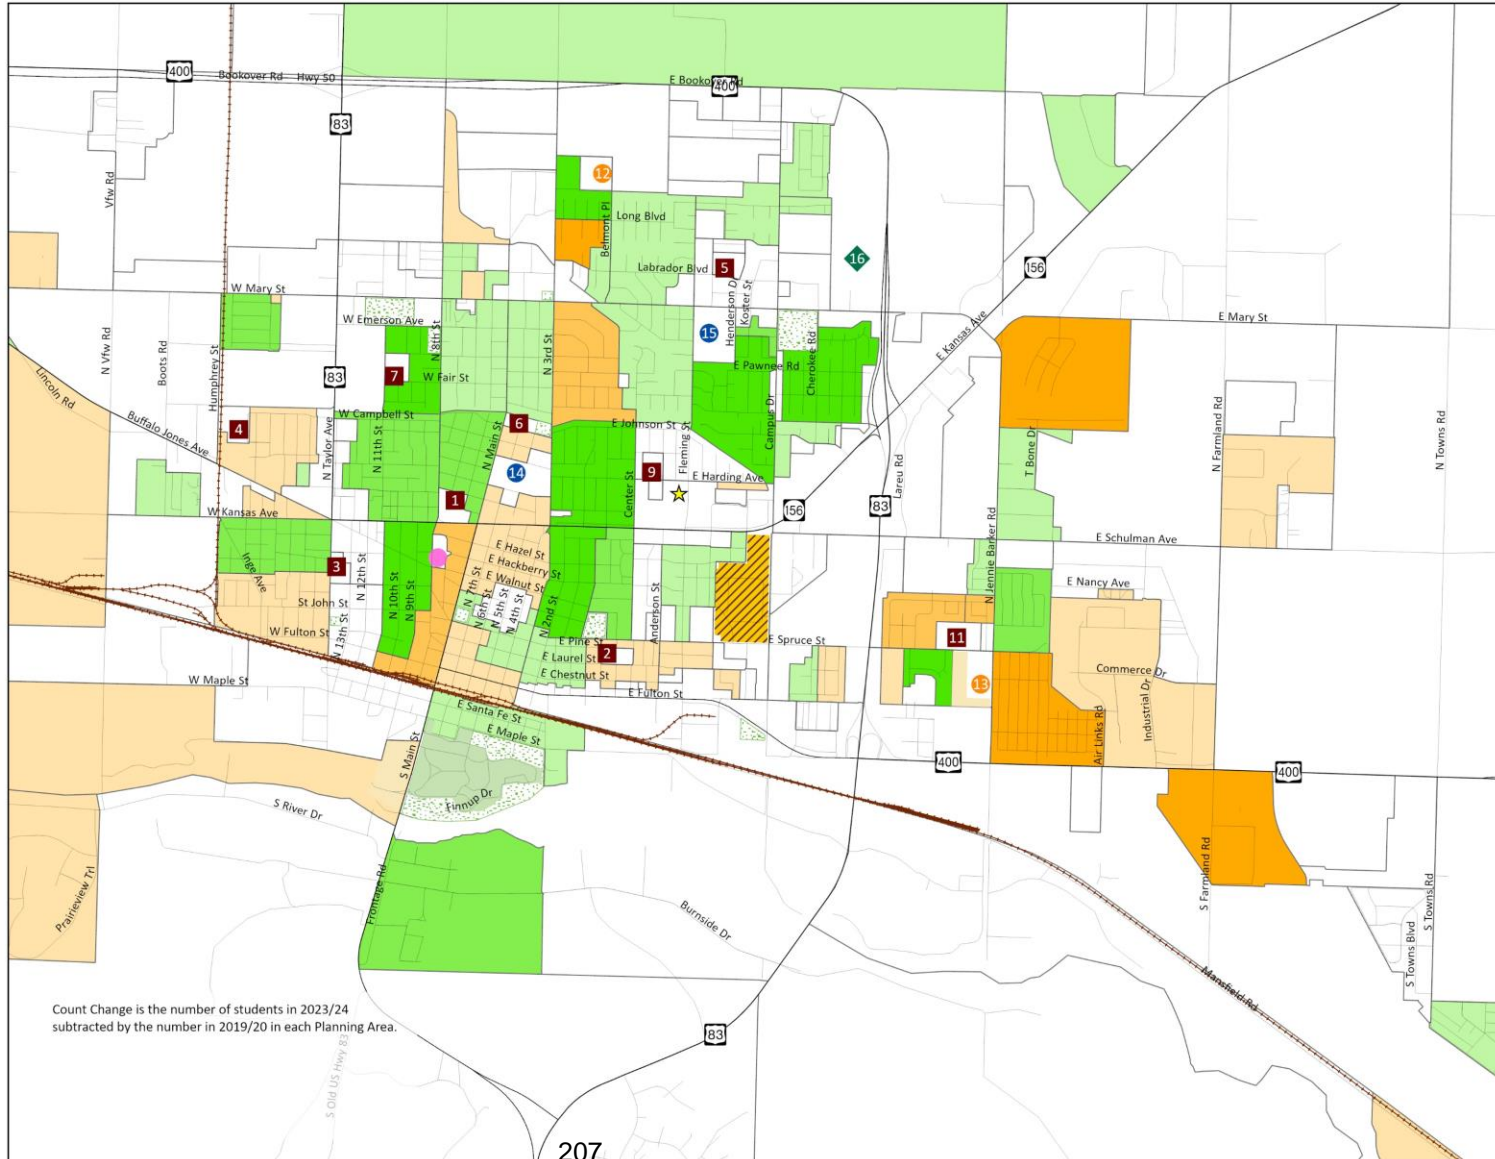 400
Bookover Rd Hwy 50
E Bookover Rd
400
83
Vfw Rd
12
Belmont Pl
Long Blvd
Labrador Blvd
5
16
156
W Mary St
Henderson Dr
Koster St
E Mary St
W Emerson Ave
N 8th St
N 3rd St
15
E Kansas Ave
Lareu Rd
N Vfw Rd
Boots Rd
Humphrey St
83
7
W Fair St
E Pawnee Rd
Cherokee Rd
Lincoln Rd
Buffalo Jones Ave
4
N Taylor Ave
W Campbell St
N 11th St
N Main St
6
E Johnson St
Fleming St
Campus Dr
T Bone Dr
N Farmland Rd
N Towns Rd
14
9
E Harding Ave
Center St
1
156
83
Lareu Rd
W Kansas Ave
N Jennie Barker Rd
E Schulman Ave
Inge Ave
3
N 12th St
E Hazel St
E Hackberry St
E Walnut St
E Nancy Ave
St John St
N 10th St
N 9th St
N 7th St
N 6th St
N 5th St
N 4th St
N 2nd St
Anderson St
W Fulton St
N 13th St
E Pine St
E Spruce St
11
E Laurel St
2
E Chestnut St
W Maple St
E Fulton St
13
Commerce Dr
Industrial Dr
Air Links Rd
E Santa Fe St
E Maple St
S Main St
400
400
S River Dr
Finnup Dr
Prairieview Trl
Frontage Rd
Burnside Dr
S Farmland Rd
S Towns Blvd
S Towns Rd
Mansfield Rd
Count Change is the number of students in 2023/24
subtracted by the number in 2019/20 in each Planning Area.
83
S Old US Hwy 83
207